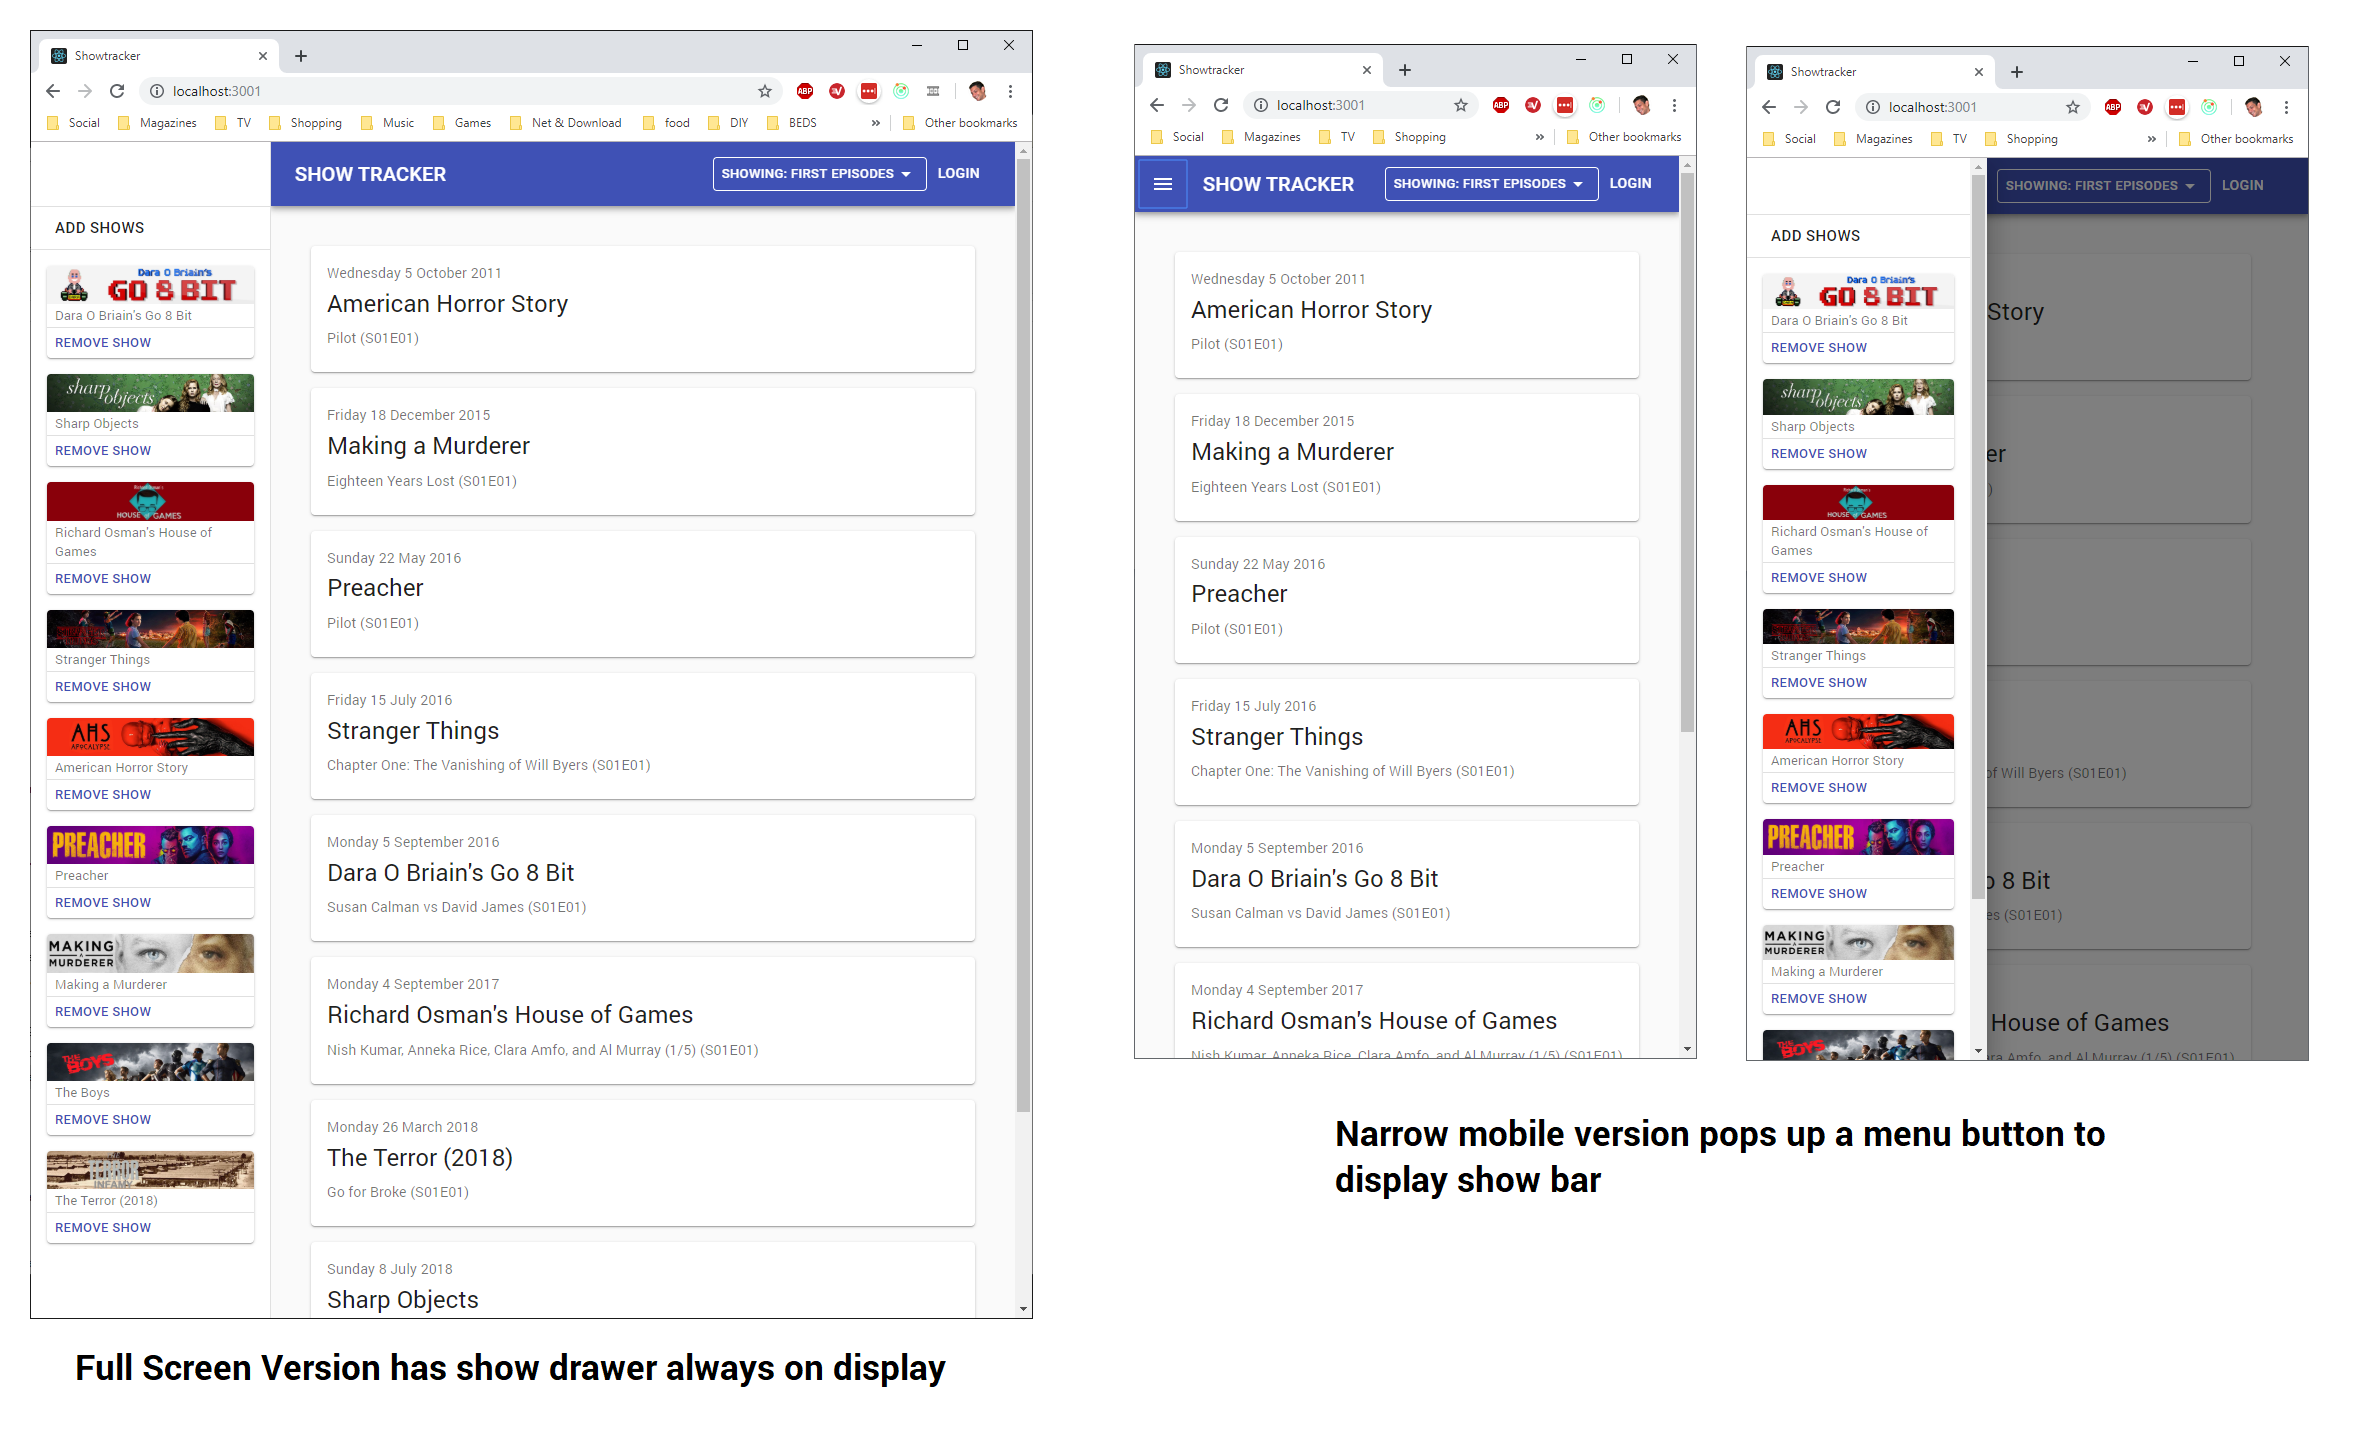 Showtracker
localhost:3001
ABP
Social
Magazines
TV
Shopping
Music
Games
Net & Download
food
DIY
BEDS
»
Other bookmarks
SHOW TRACKER
SHOWING: FIRST EPISODES
LOGIN
ADD SHOWS
Dara O Briain's
GO 8 BIT
Dara O Briain's Go 8 Bit
REMOVE SHOW
sharp
objects
Sharp Objects
REMOVE SHOW
HOUSE of GAMES
Richard Osman's House of
Games
REMOVE SHOW
Stranger Things
REMOVE SHOW
AHS
APOCALYPSE
American Horror Story
REMOVE SHOW
PREACHER
Preacher
REMOVE SHOW
MAKING
A
MURDERER
Making a Murderer
REMOVE SHOW
THE BOYS
The Boys
REMOVE SHOW
TERROR
INFAMY
The Terror (2018)
REMOVE SHOW
Wednesday 5 October 2011
American Horror Story
Pilot (S01E01)
Friday 18 December 2015
Making a Murderer
Eighteen Years Lost (S01E01)
Sunday 22 May 2016
Preacher
Pilot (S01E01)
Friday 15 July 2016
Stranger Things
Chapter One: The Vanishing of Will Byers (S01E01)
Monday 5 September 2016
Dara O Briain's Go 8 Bit
Susan Calman vs David James (S01E01)
Monday 4 September 2017
Richard Osman's House of Games
Nish Kumar, Anneka Rice, Clara Amfo, and Al Murray (1/5) (S01E01)
Monday 26 March 2018
The Terror (2018)
Go for Broke (S01E01)
Sunday 8 July 2018
Sharp Objects
Full Screen Version has show drawer always on display
Showtracker
localhost:3001
ABP
Social
Magazines
TV
Shopping
»
Other bookmarks
SHOW TRACKER
SHOWING: FIRST EPISODES
LOGIN
Wednesday 5 October 2011
American Horror Story
Pilot (S01E01)
Friday 18 December 2015
Making a Murderer
Eighteen Years Lost (S01E01)
Sunday 22 May 2016
Preacher
Pilot (S01E01)
Friday 15 July 2016
Stranger Things
Chapter One: The Vanishing of Will Byers (S01E01)
Monday 5 September 2016
Dara O Briain's Go 8 Bit
Susan Calman vs David James (S01E01)
Monday 4 September 2017
Richard Osman's House of Games
Nish Kumar, Anneka Rice, Clara Amfo, and Al Murray (1/5) (S01E01)
Showtracker
localhost:3001
ABP
Social
Magazines
TV
Shopping
»
Other bookmarks
SHOWING: FIRST EPISODES
LOGIN
ADD SHOWS
Dara O Briain's
GO 8 BIT
Dara O Briain's Go 8 Bit
REMOVE SHOW
sharp
objects
Sharp Objects
REMOVE SHOW
HOUSE of GAMES
Richard Osman's House of
Games
REMOVE SHOW
Stranger Things
REMOVE SHOW
AHS
APOCALYPSE
American Horror Story
REMOVE SHOW
PREACHER
Preacher
REMOVE SHOW
MAKING
A
MURDERER
Making a Murderer
REMOVE SHOW
THE BOYS
Story
er
)
of Will Byers (S01E01)
o 8 Bit
es (S01E01)
House of Games
ara Amfo, and Al Murray (1/5) (S01E01)
Narrow mobile version pops up a menu button to
display show bar